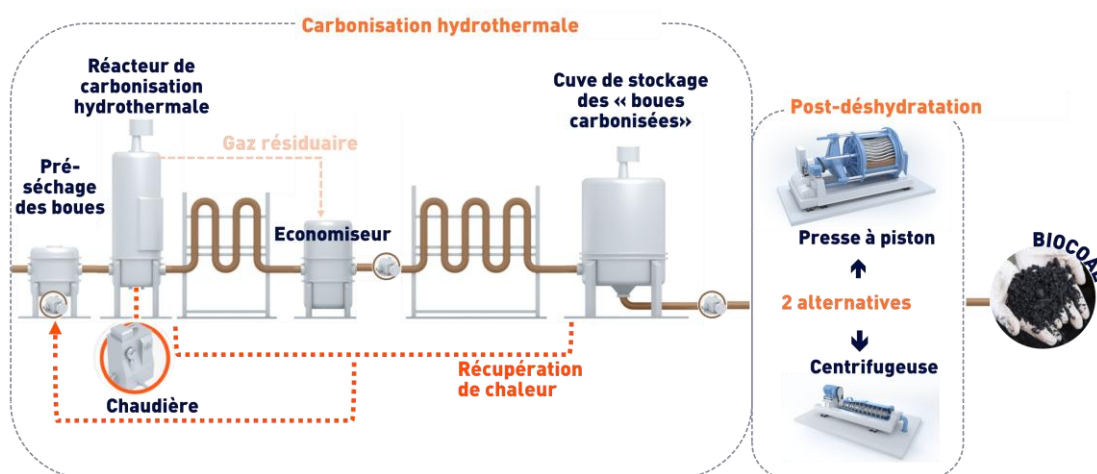 Carbonisation hydrothermale
Réacteur de
carbonisation
hydrothermale
Cuve de stockage
des « boues
carbonisées»
Post-déshydratation
Gaz résiduaire
Pré-
séchage
des boues
Economiseur
Presse à piston
BIOCOAL
2 alternatives
Récupération
de chaleur
Centrifugeuse
Chaudière